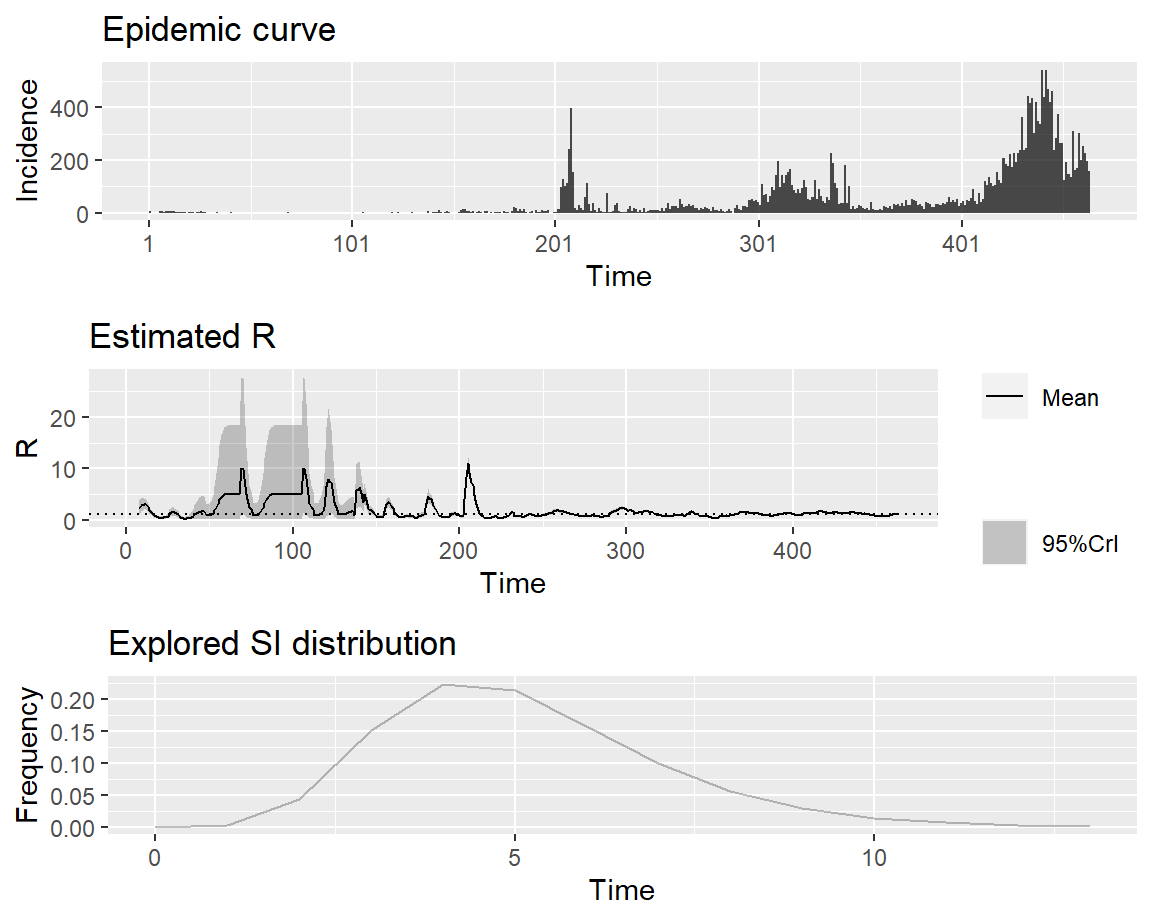 Epidemic curve
Incidence
400
200
0
1 101 201 301 401
Time
Estimated R
R
20
10
0
0 100 200 300 400
Time
Mean
95%CrI
Explored SI distribution
Frequency
0.20
0.15
0.10
0.05
0.00
0 5 10
Time